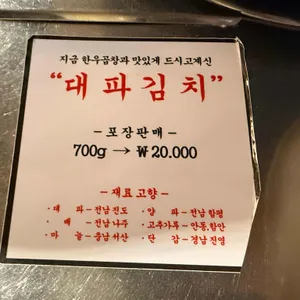 지금 한우곱창과 맛있게 드시고계신
“대파김치”
– 포장판매 –
700g → ₩ 20.000
– 재료고향 –
· 대 파 – 전남 진도 · 양 파 – 전남 함평
· 배 – 전남 나주 · 고추가루 – 안동,함안
· 마 늘 – 충남 서산 · 단 감 – 경남 진영